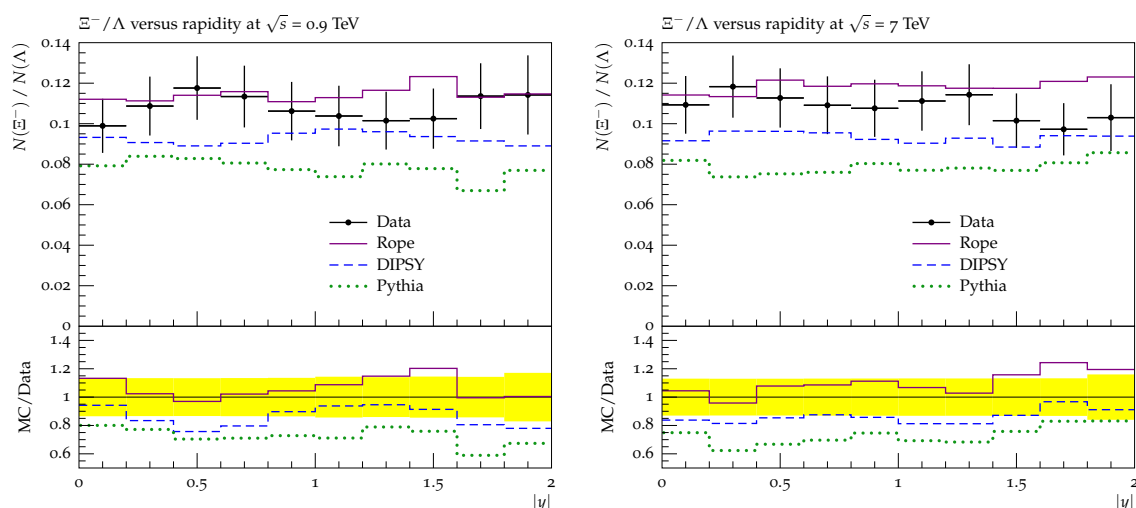 Ξ⁻/Λ versus rapidity at √s = 0.9 TeV
N(Ξ⁻) / N(Λ)
0.14
0.12
0.1
0.08
0.06
0.04
0.02
0
Data
Rope
DIPSY
Pythia
MC/Data
1.4
1.2
1
0.8
0.6
0 0.5 1 1.5 2
|y|
Ξ⁻/Λ versus rapidity at √s = 7 TeV
N(Ξ⁻) / N(Λ)
0.14
0.12
0.1
0.08
0.06
0.04
0.02
0
Data
Rope
DIPSY
Pythia
MC/Data
1.4
1.2
1
0.8
0.6
0 0.5 1 1.5 2
|y|